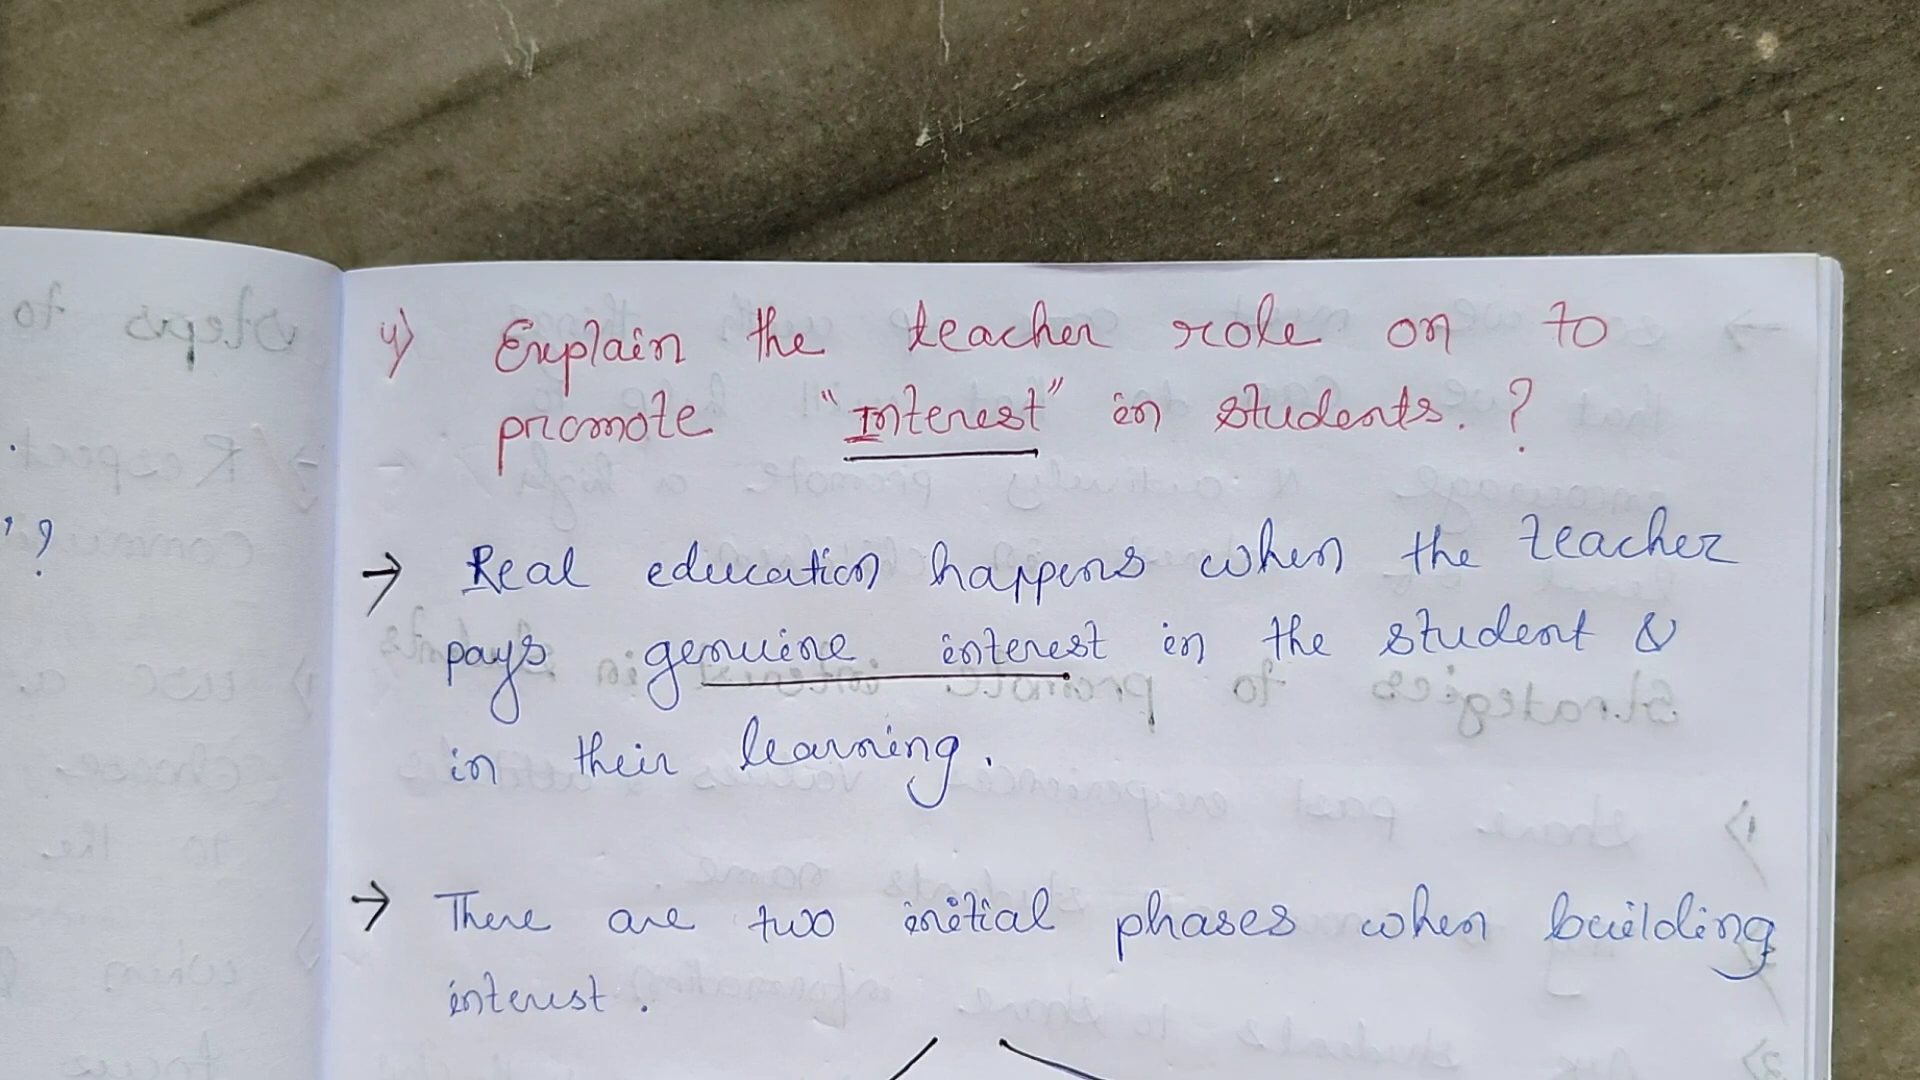 4) Explain the teacher role on to
promote "Interest" in students. ?
→ Real education happens when the teacher
pays genuine interest in the student &
in their learning.
→ There are two initial phases when building
interest.